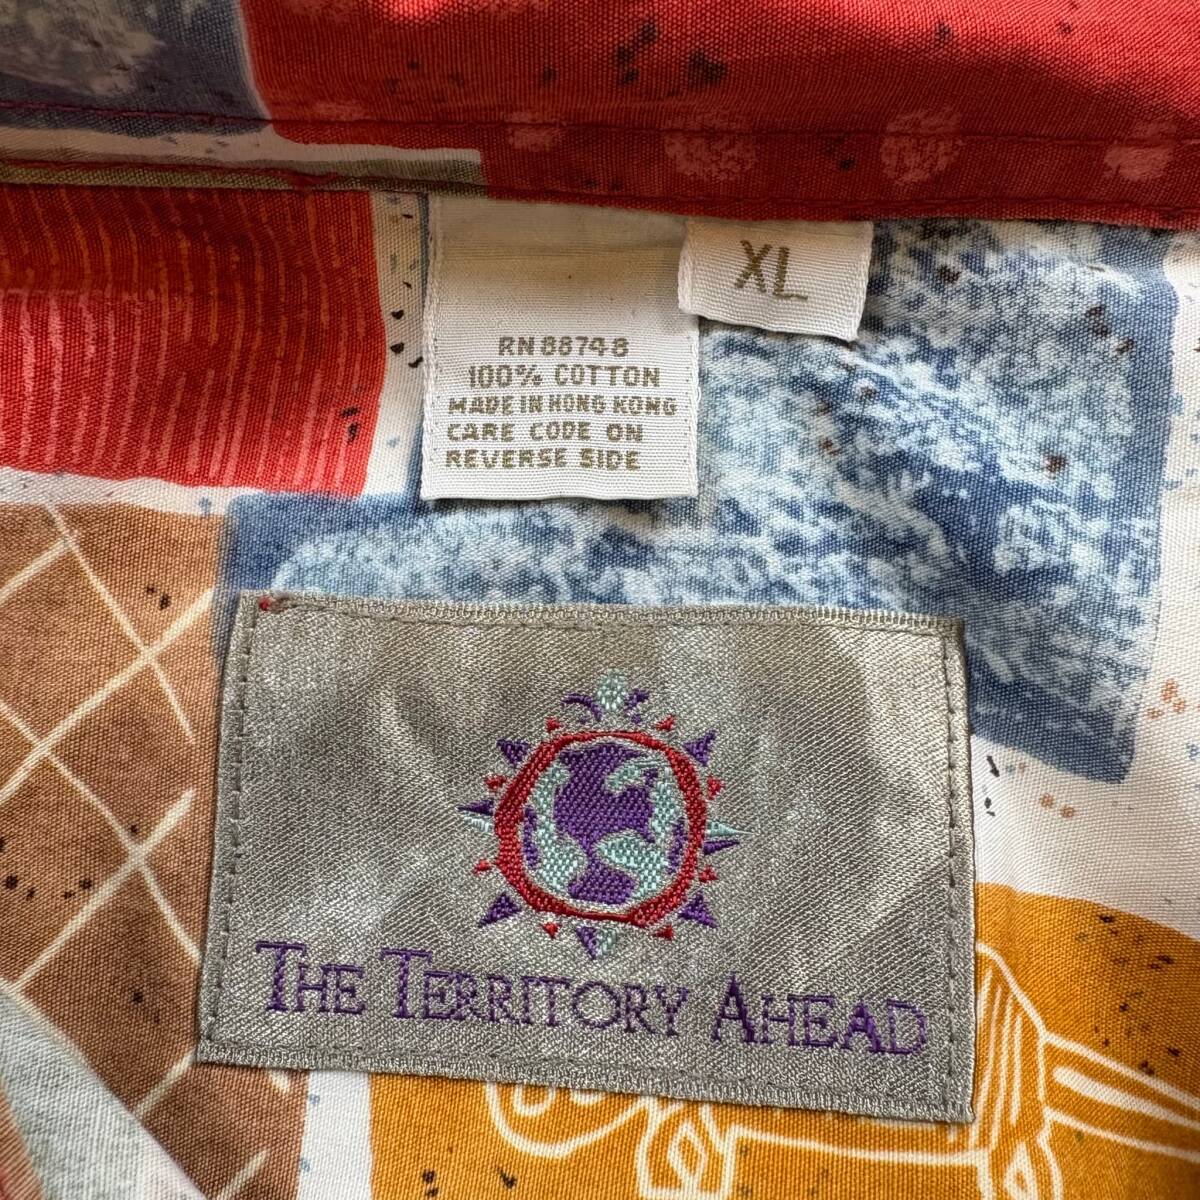 XL
RN 88748
100% COTTON
MADE IN HONG KONG
CARE CODE ON
REVERSE SIDE
THE TERRITORY AHEAD